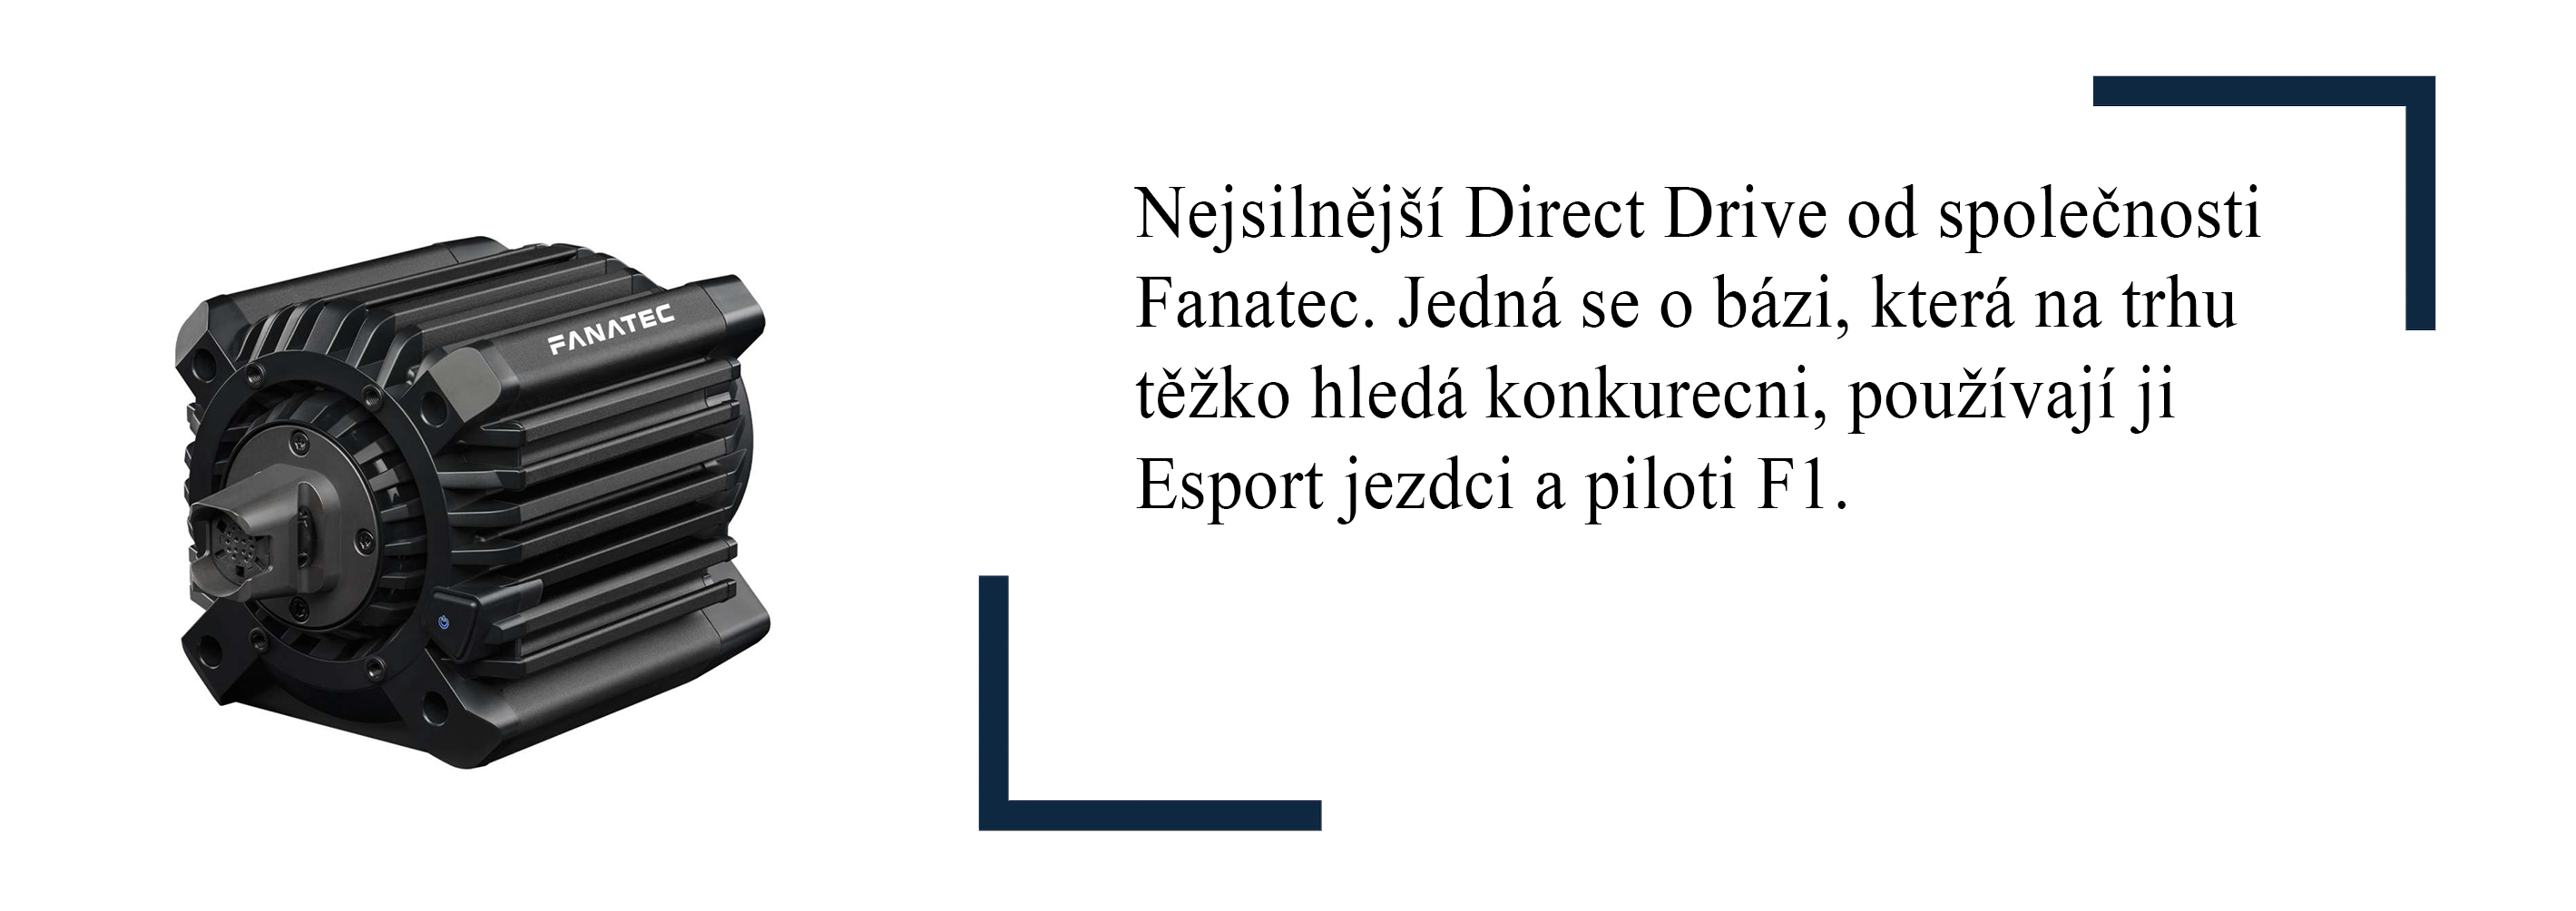 FANATEC
Nejsilnější Direct Drive od společnosti
Fanatec. Jedná se o bázi, která na trhu
těžko hledá konkurecni, používají ji
Esport jezdci a piloti F1.